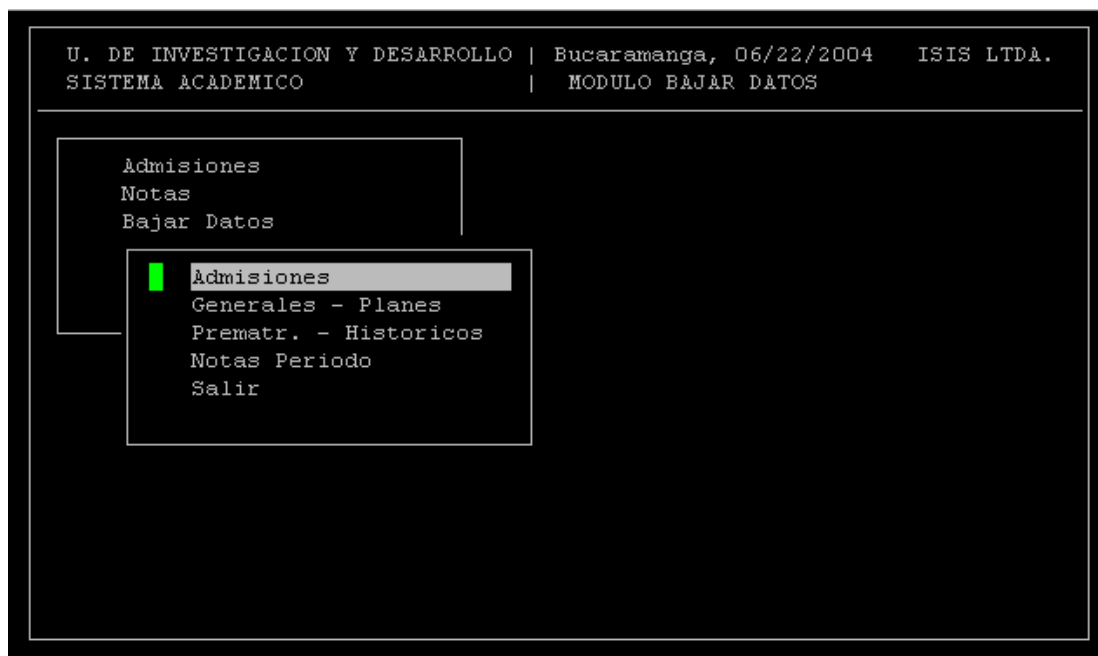 U. DE INVESTIGACION Y DESARROLLO | Bucaramanga, 06/22/2004 ISIS LTDA.
SISTEMA ACADEMICO | MODULO BAJAR DATOS
Admisiones
Notas
Bajar Datos
Admisiones
Generales - Planes
Prematr. - Historicos
Notas Periodo
Salir